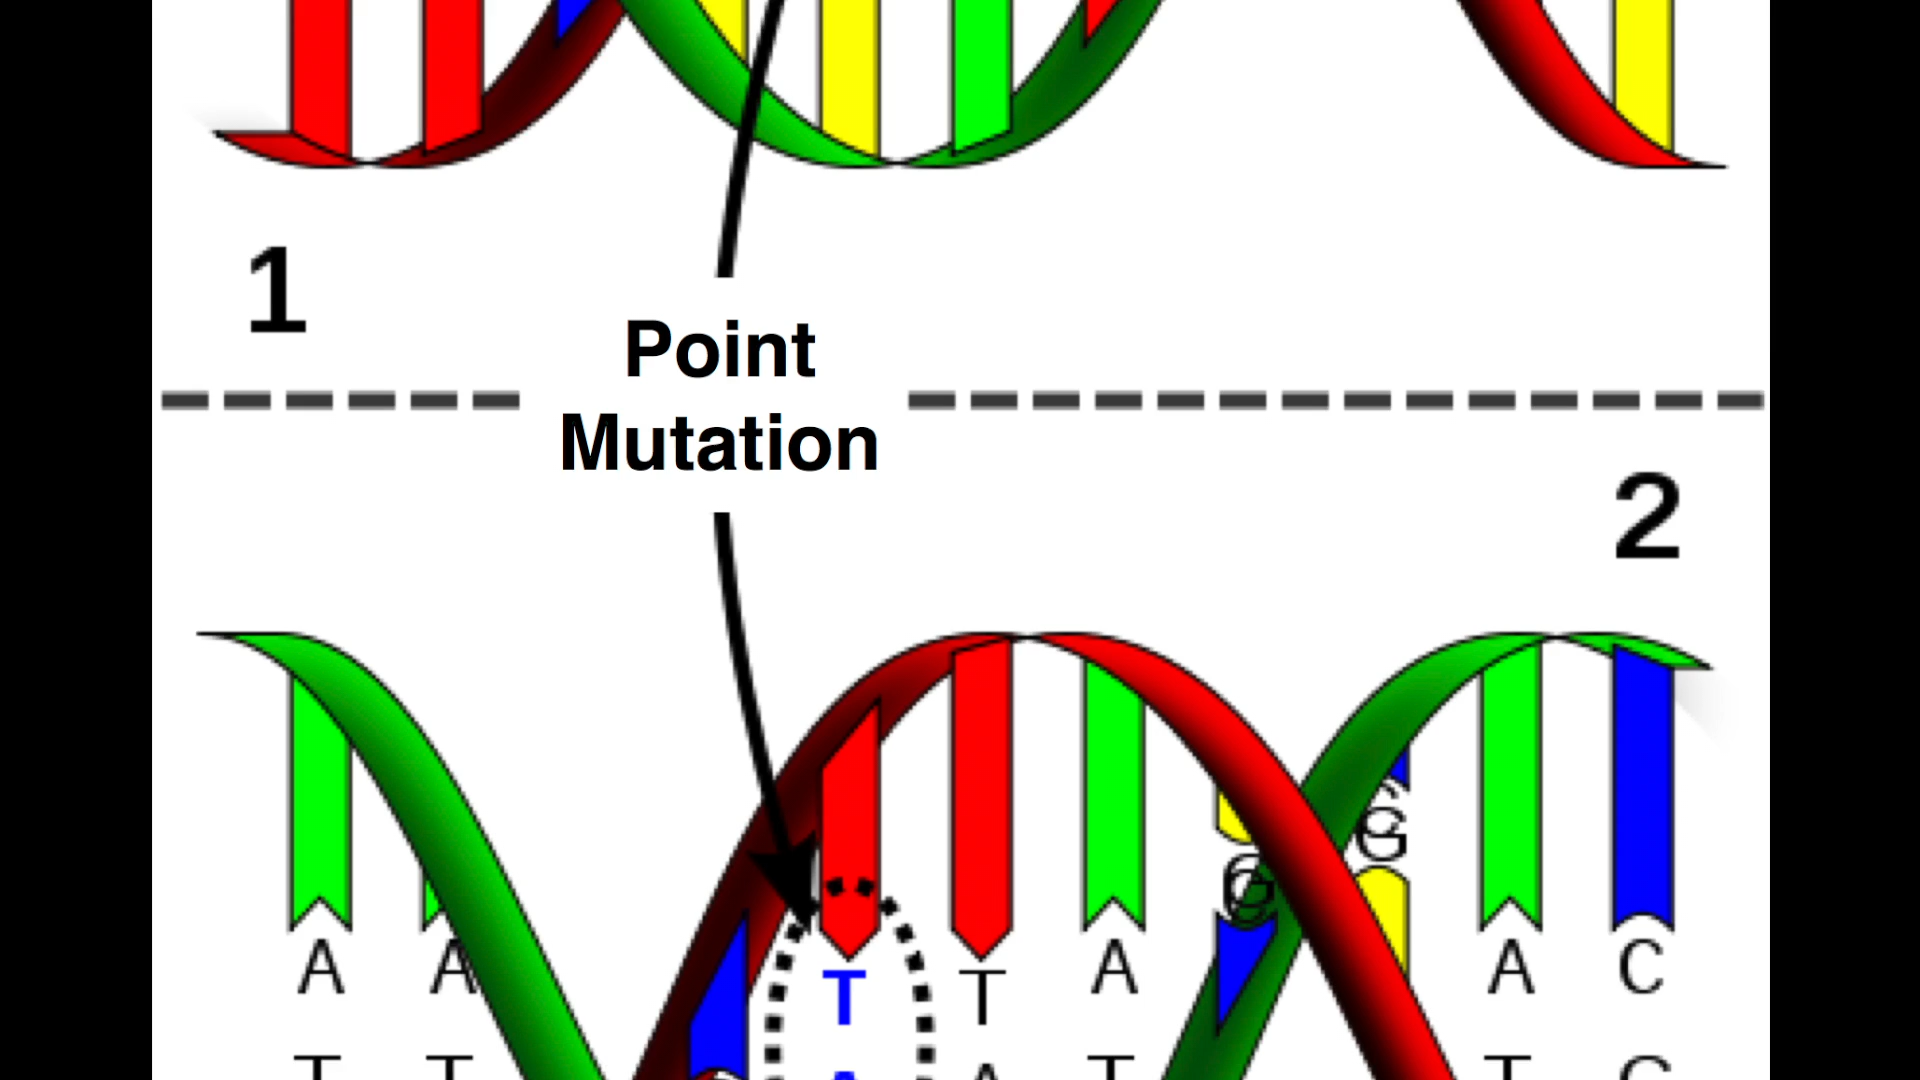 1
Point
Mutation
2
G
G
A A T T A A C
T T A A T T